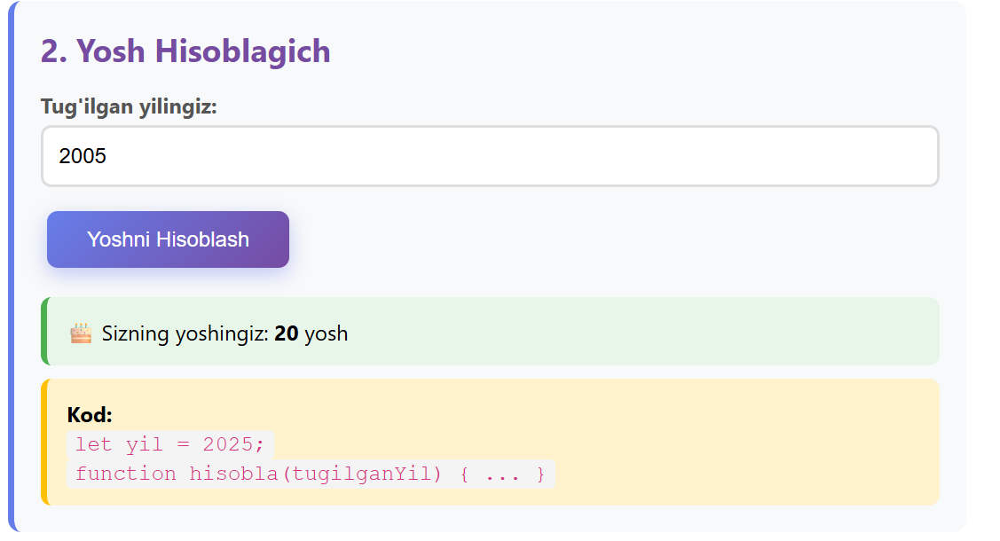 2. Yosh Hisoblagich
Tug'ilgan yilingiz:
2005
Yoshni Hisoblash
🎂 Sizning yoshingiz: 20 yosh
Kod:
let yil = 2025;
function hisobla(tugilganYil) { ... }